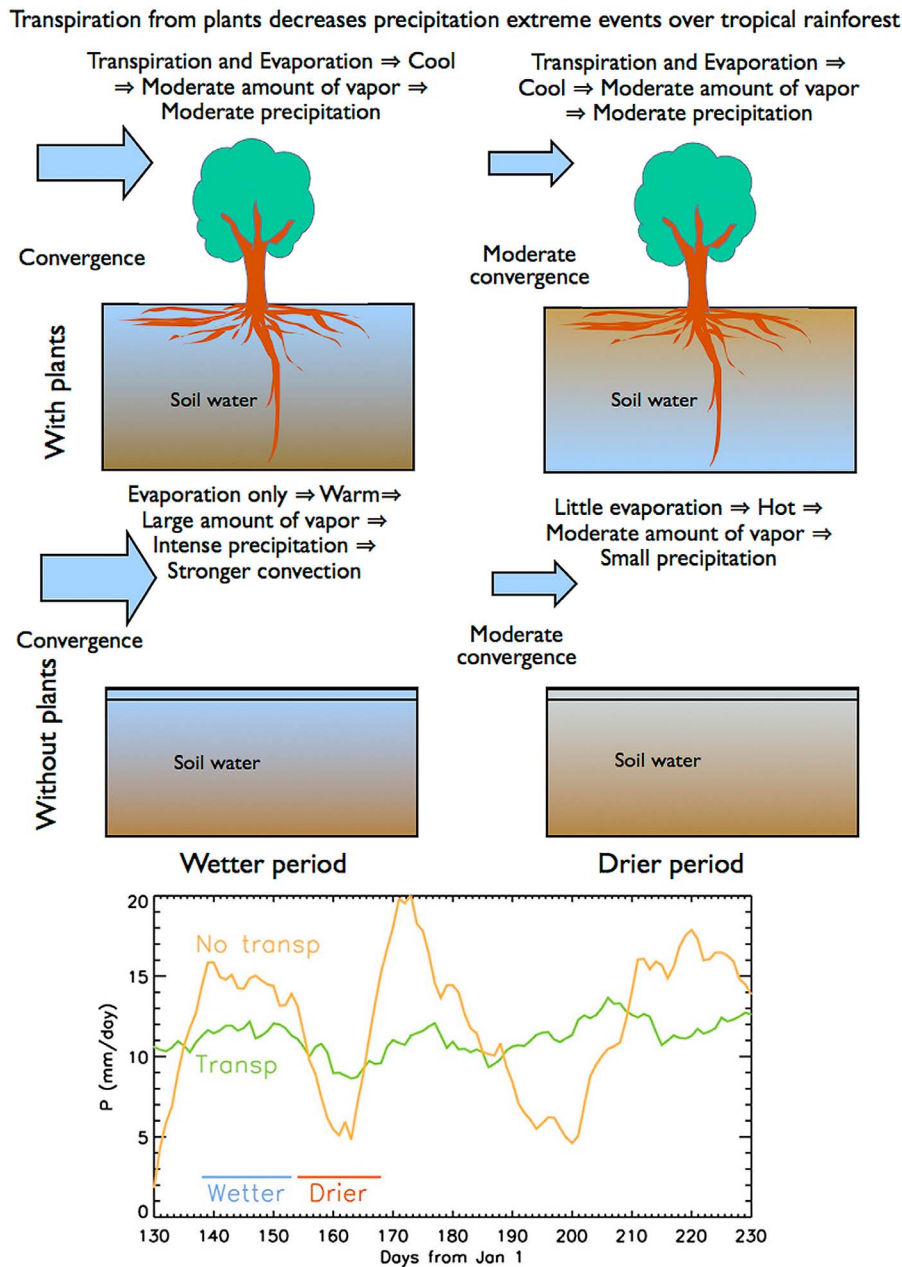 Transpiration from plants decreases precipitation extreme events over tropical rainforest
Transpiration and Evaporation ⇒ Cool
⇒ Moderate amount of vapor ⇒
Moderate precipitation
Transpiration and Evaporation ⇒
Cool ⇒ Moderate amount of vapor
⇒ Moderate precipitation
Convergence
Moderate
convergence
With plants
Soil water
Soil water
Evaporation only ⇒ Warm⇒
Large amount of vapor ⇒
Intense precipitation ⇒
Stronger convection
Little evaporation ⇒ Hot ⇒
Moderate amount of vapor ⇒
Small precipitation
Convergence
Moderate
convergence
Without plants
Soil water
Soil water
Wetter period
Drier period
20
15
10
5
0
P (mm/day)
No transp
Transp
Wetter
Drier
130 140 150 160 170 180 190 200 210 220 230
Days from Jan 1